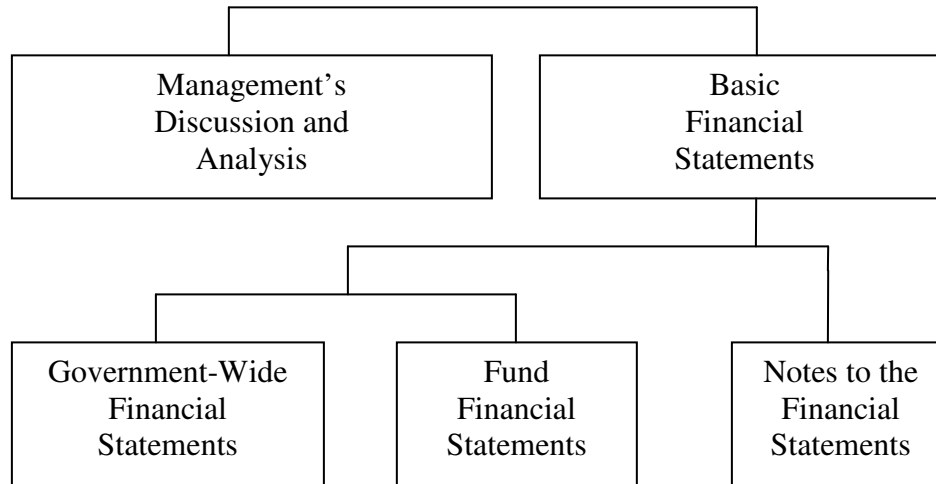 Management’s
Discussion and
Analysis
Basic
Financial
Statements
Government-Wide
Financial
Statements
Fund
Financial
Statements
Notes to the
Financial
Statements